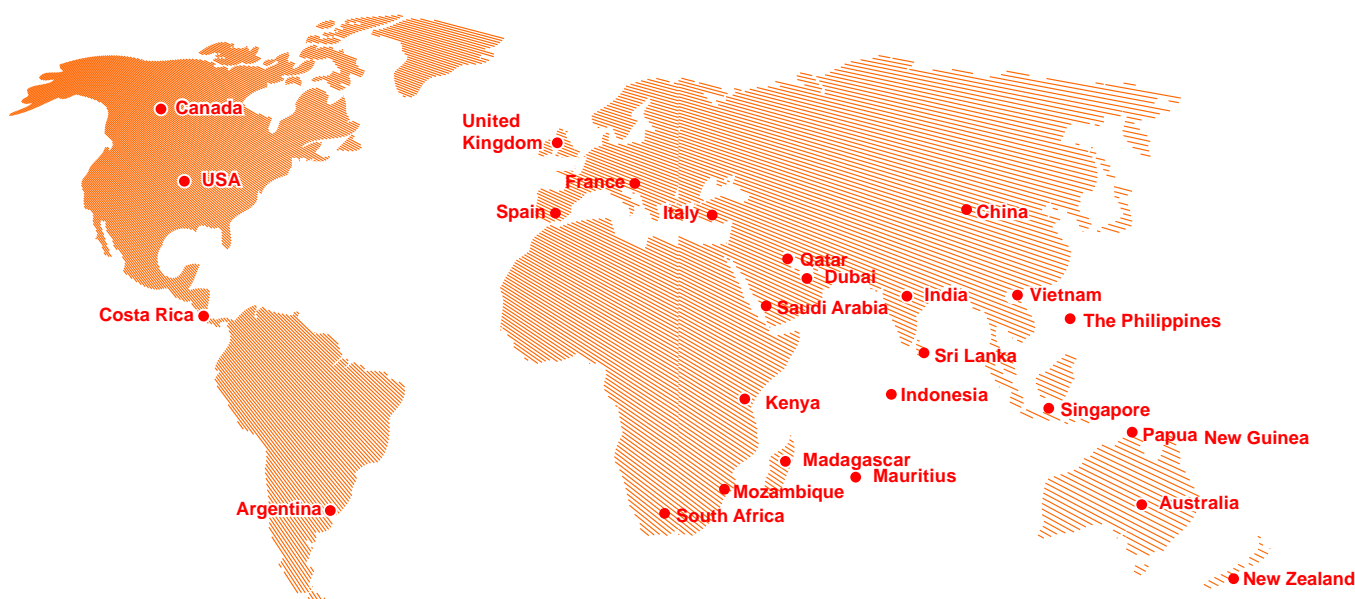 Canada
United
Kingdom
USA
France
Spain
Italy
China
Qatar
Dubai
India
Vietnam
Saudi Arabia
Costa Rica
The Philippines
Sri Lanka
Indonesia
Kenya
Singapore
Papua New Guinea
Madagascar
Mauritius
Mozambique
Australia
Argentina
South Africa
New Zealand